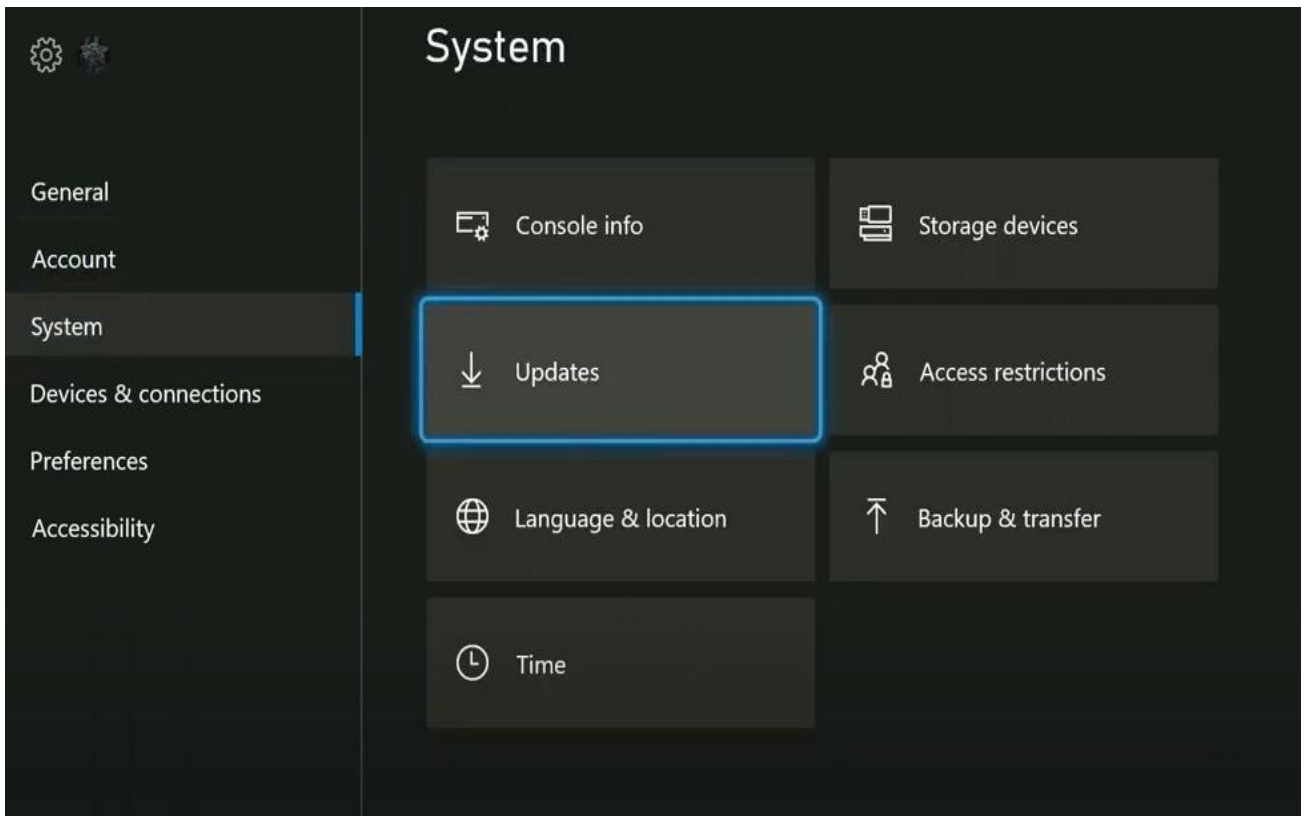 System
General
Account
System
Devices & connections
Preferences
Accessibility
Console info
Storage devices
Updates
Access restrictions
Language & location
Backup & transfer
Time